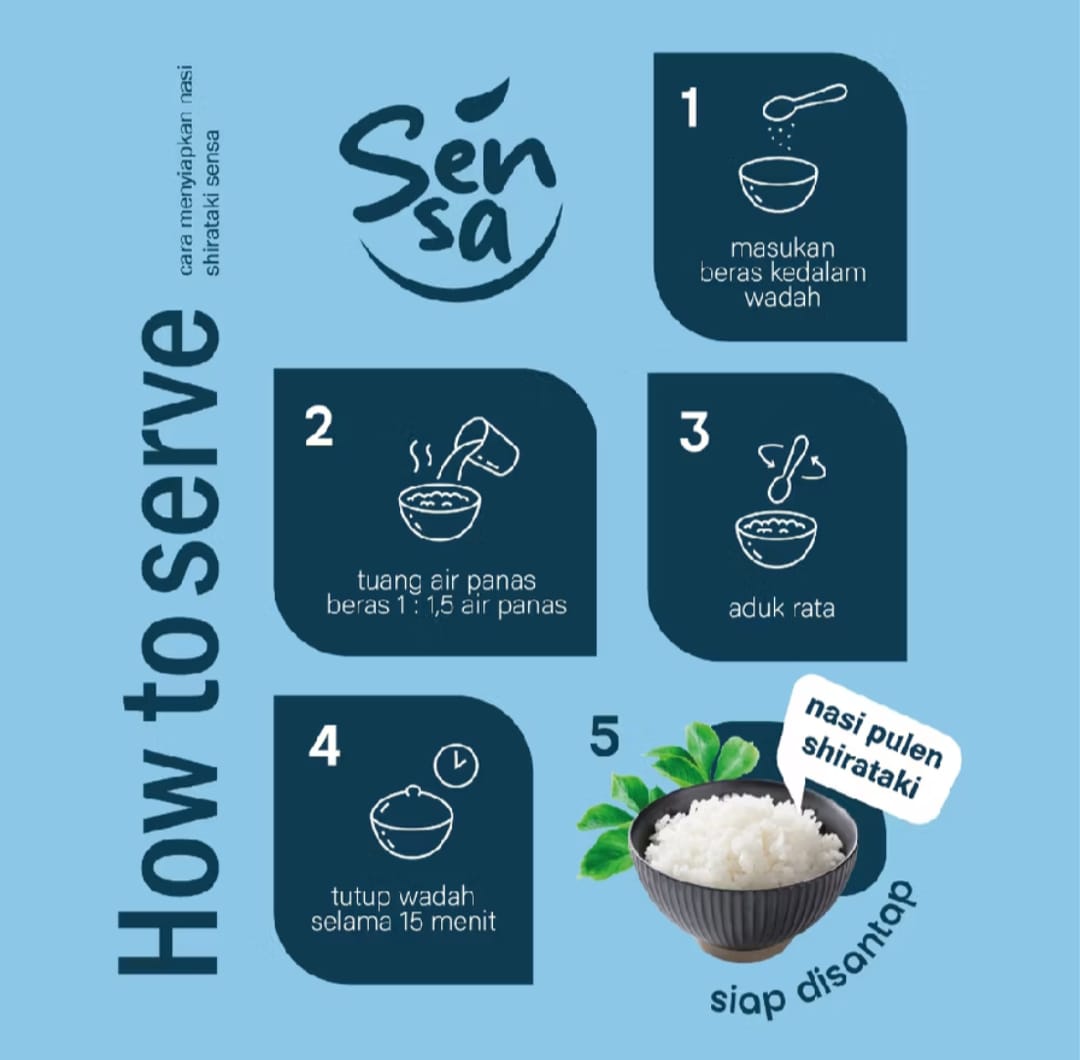 How to serve
cara menyiapkan nasi
shirataki sensa
Sen
sa
1
masukan
beras kedalam
wadah
2
tuang air panas
beras 1 : 1,5 air panas
3
aduk rata
4
tutup wadah
selama 15 menit
5
nasi pulen
shirataki
siap disantap